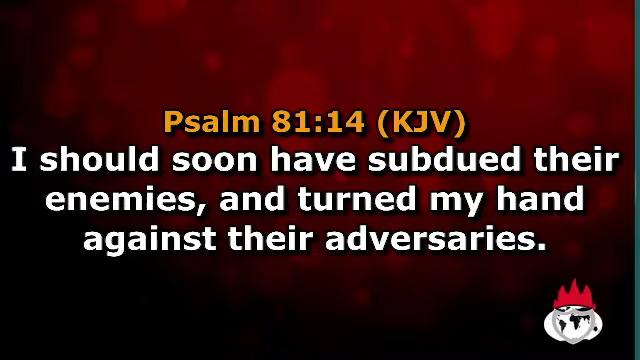 Psalm 81:14 (KJV)
I should soon have subdued their
enemies, and turned my hand
against their adversaries.